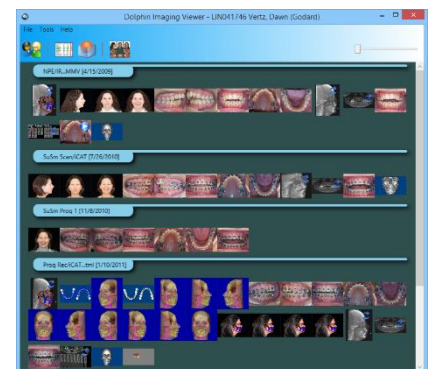 Dolphin Imaging Viewer - LIN041746 Vertz, Dawn (Godard)
File Tools Help
NPE/IR...MMV [4/15/2009]
SuSm Scan/iCAT [7/26/2010]
SuSm Prog 1 [11/8/2010]
Prog Rec/iCAT...tml [1/10/2011]